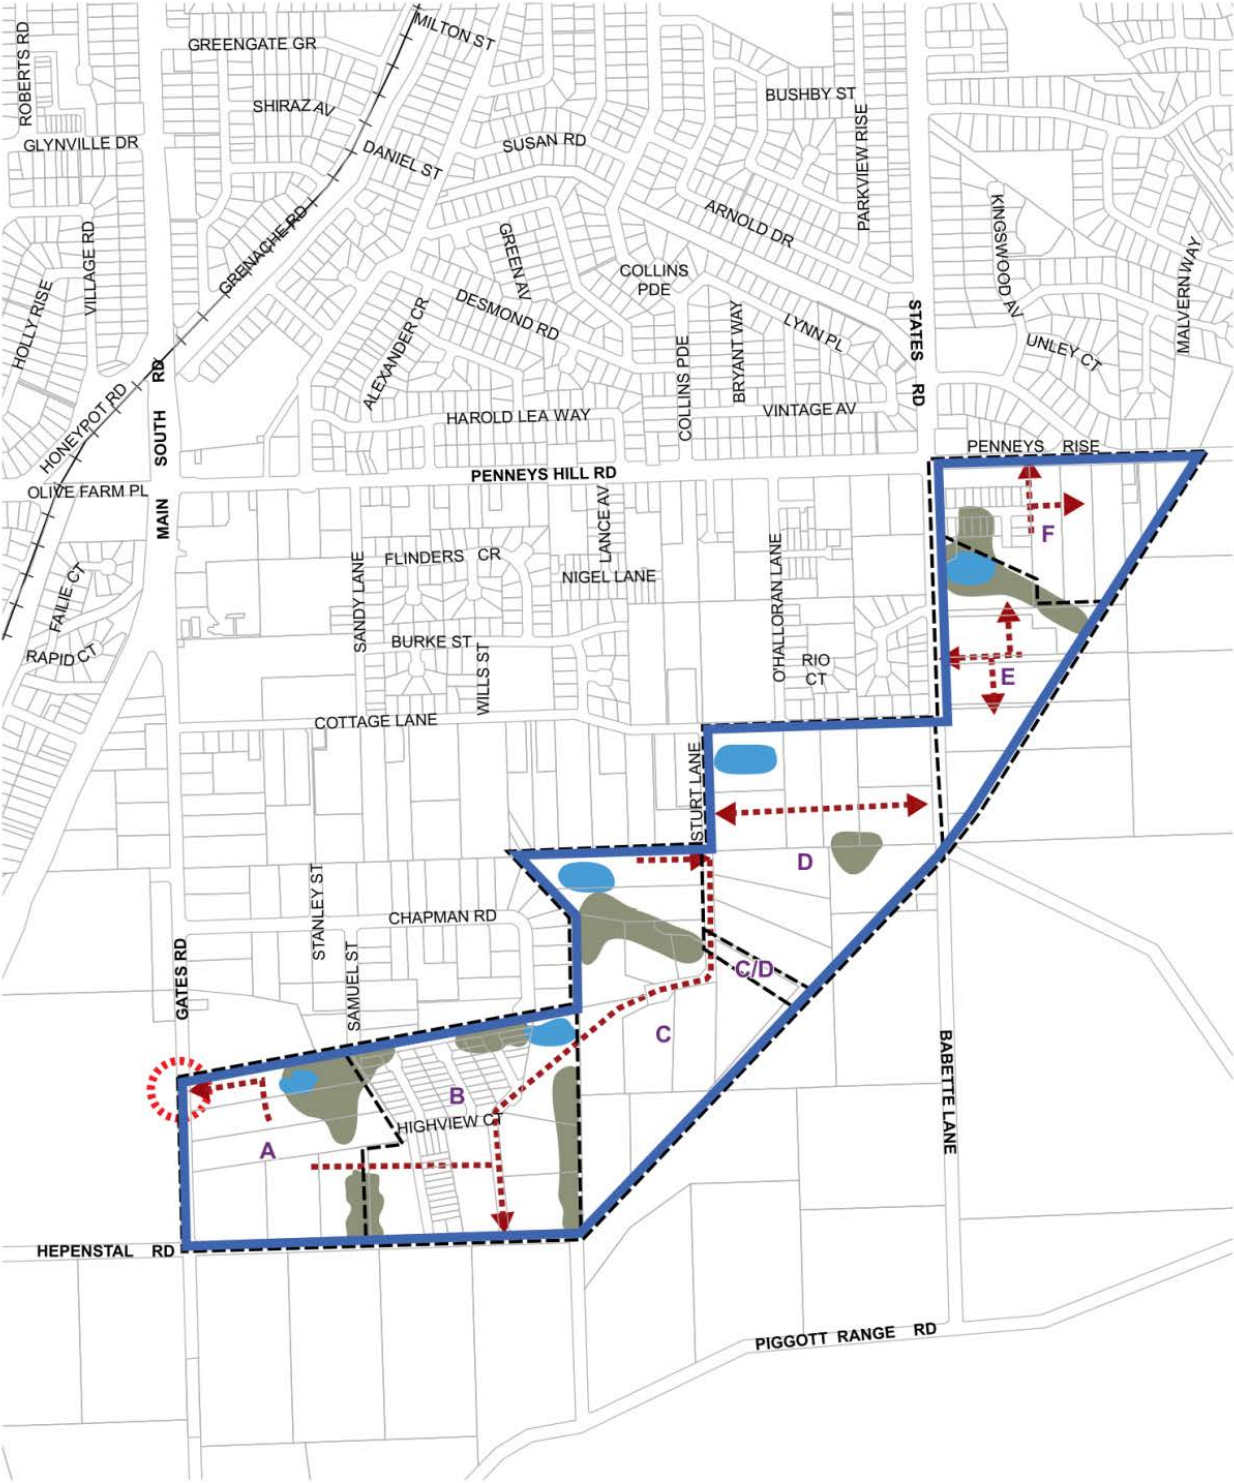 MILTON ST
ROBERTS RD
GREENGATE GR
BUSHBY ST
SHIRAZ AV
GLYNVILLE DR
SUSAN RD
DANIEL ST
PARKVIEW RISE
ARNOLD DR
KINGSWOOD AV
GRENACHE RD
VILLAGE RD
GREEN AV
MALVERN WAY
COLLINS
PDE
HOLLY RISE
DESMOND RD
ALEXANDER CR
BRYANT WAY
LYNN PL
STATES RD
UNLEY CT
COLLINS PDE
HONEYPOT RD
MAIN SOUTH RD
HAROLD LEA WAY
VINTAGE AV
PENNEYS RISE
PENNEYS HILL RD
OLIVE FARM PL
LANCE AV
F
FLINDERS CR
NIGEL LANE
FAILIE CT
SANDY LANE
O'HALLORAN LANE
BURKE ST
RAPID CT
WILLS ST
RIO
CT
E
COTTAGE LANE
STURT LANE
D
STANLEY ST
CHAPMAN RD
GATES RD
SAMUEL ST
C/D
C
B
BABETTE LANE
HIGHVIEW CT
A
HEPENSTAL RD
PIGGOTT RANGE RD